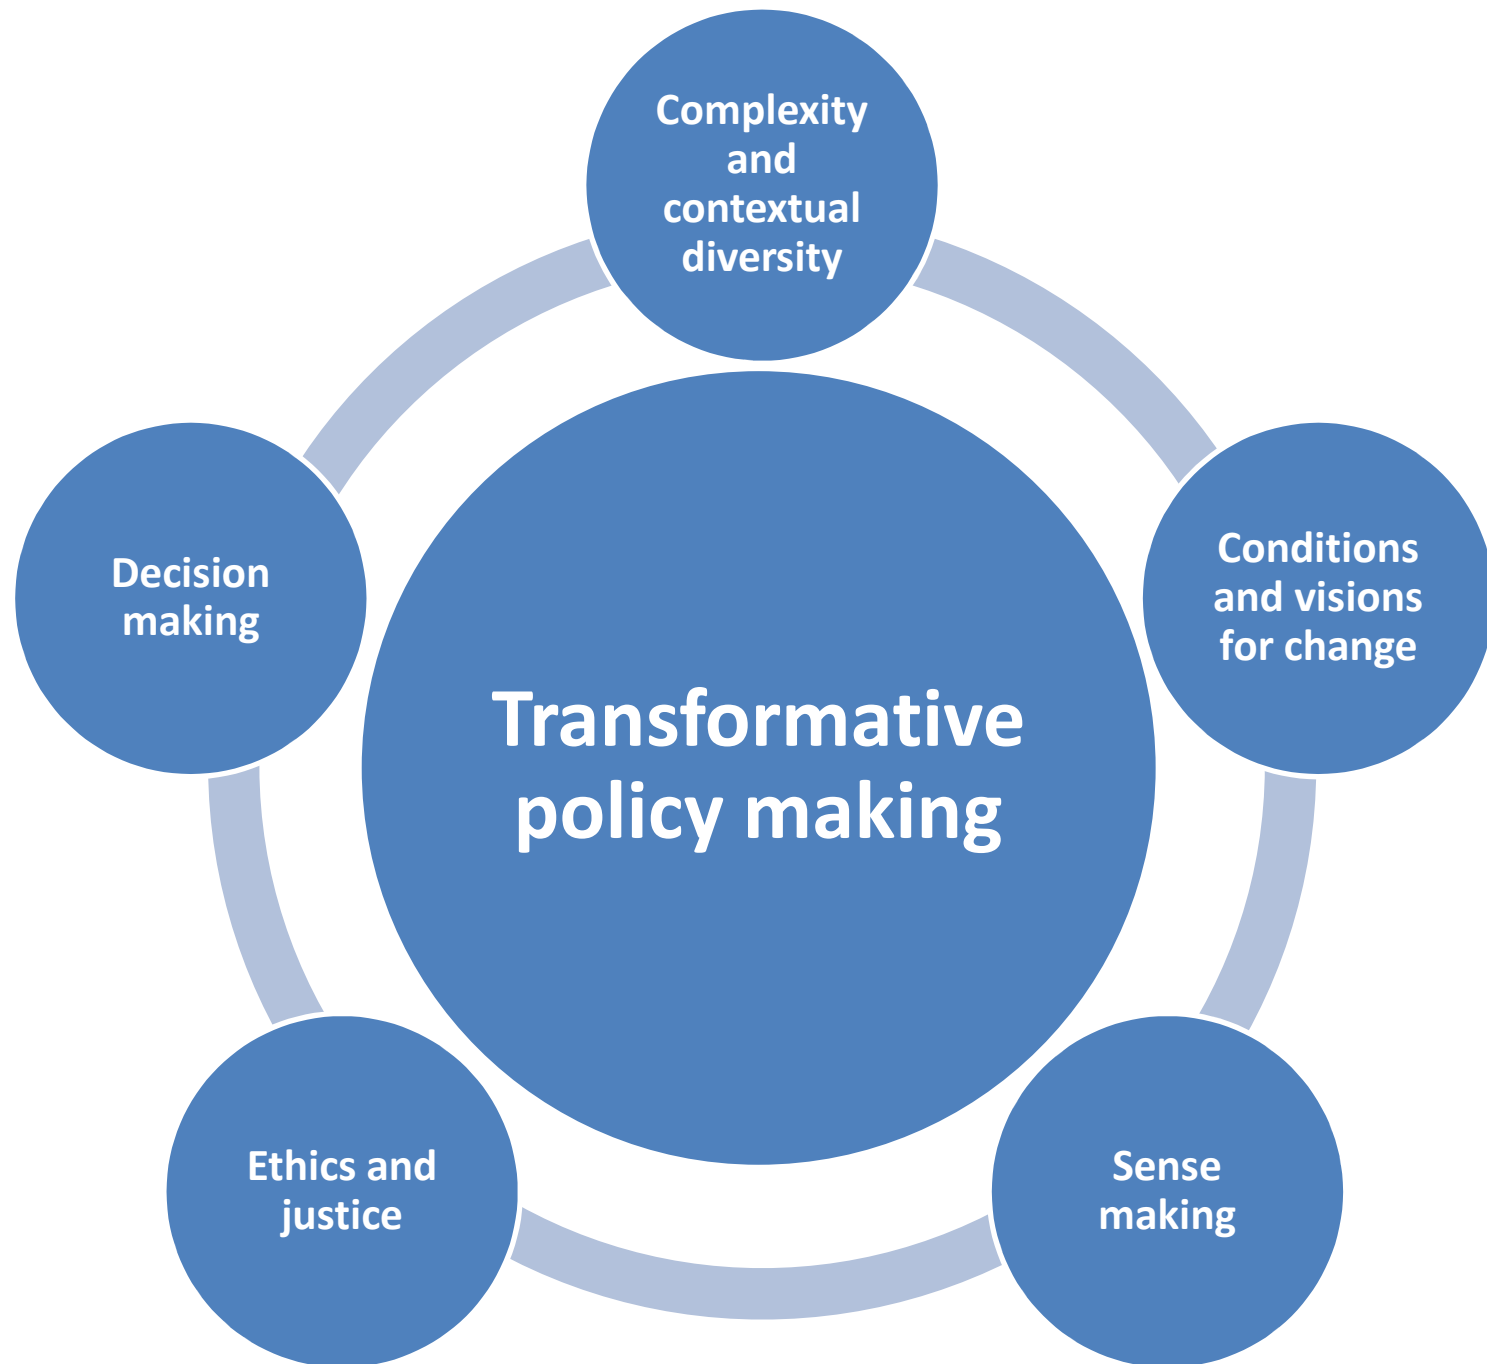 Complexity
and
contextual
diversity
Conditions
and visions
for change
Sense
making
Ethics and
justice
Decision
making
Transformative
policy making